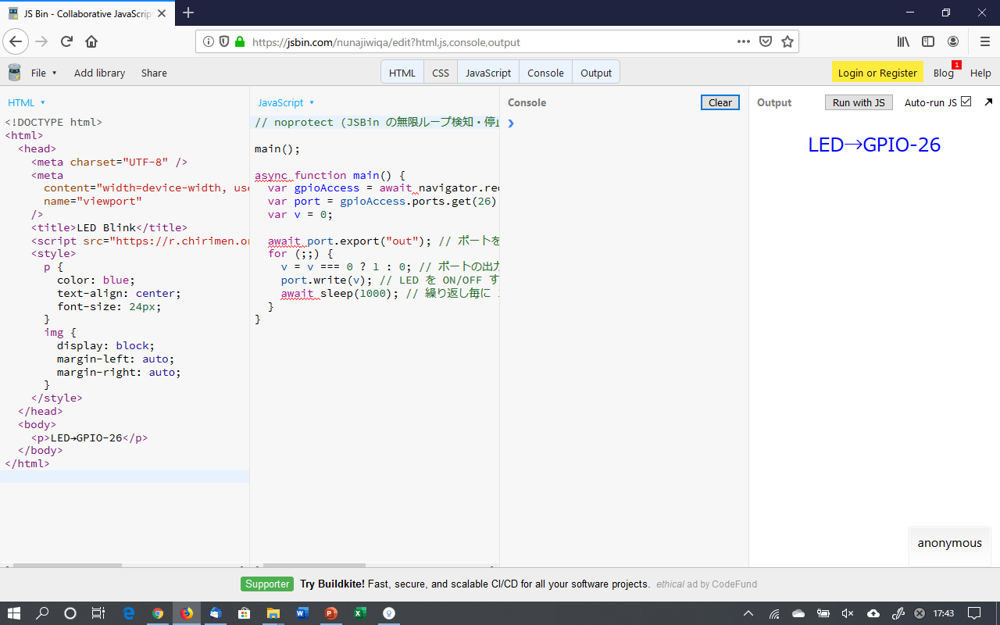 JS Bin - Collaborative JavaScrip
https://jsbin.com/nunajiwiqa/edit?html,js,console,output
File Add library Share HTML CSS JavaScript Console Output Login or Register Blog 1 Help
HTML
<!DOCTYPE html>
<html>
<head>
<meta charset="UTF-8" />
<meta
content="width=device-width, use
name="viewport"
/>
<title>LED Blink</title>
<script src="https://r.chirimen.or
<style>
p {
color: blue;
text-align: center;
font-size: 24px;
}
img {
display: block;
margin-left: auto;
margin-right: auto;
}
</style>
</head>
<body>
<p>LED→GPIO-26</p>
</body>
</html>
JavaScript
// noprotect (JSBin の無限ループ検知・停止
main();
async function main() {
var gpioAccess = await navigator.req
var port = gpioAccess.ports.get(26)
var v = 0;
await port.export("out"); // ポートを
for (;;) {
v = v === 0 ? 1 : 0; // ポートの出力
port.write(v); // LED を ON/OFF す
await sleep(1000); // 繰り返し毎に
}
}
Console Clear
Output Run with JS Auto-run JS
LED→GPIO-26
anonymous
Supporter Try Buildkite! Fast, secure, and scalable CI/CD for all your software projects. ethical ad by CodeFund
17:43